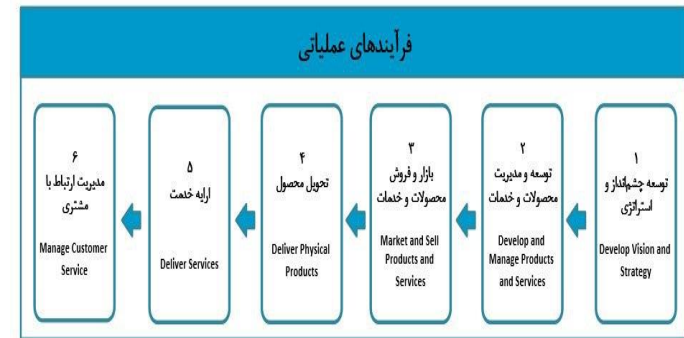 فرآیندهای عملیاتی
۱
توسعه چشم‌انداز و
استراتژی
Develop Vision and
Strategy
۲
توسعه و مدیریت
محصولات و خدمات
Develop and
Manage Products
and Services
۳
بازار و فروش
محصولات و خدمات
Market and Sell
Products and
Services
۴
تحویل محصول
Deliver Physical
Products
۵
ارایه خدمت
Deliver Services
۶
مدیریت ارتباط با
مشتری
Manage Customer
Service